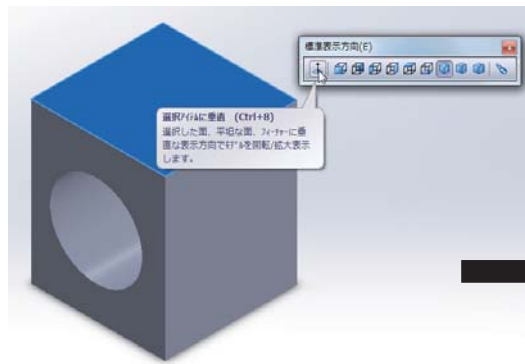 標準表示方向(E)
選択ｱｲﾃﾑに垂直 (Ctrl+8)
選択した面、平坦な面、ﾌｨｰﾁｬｰに垂
直な表示方向でﾓﾃﾞﾙを回転/拡大表示
します。